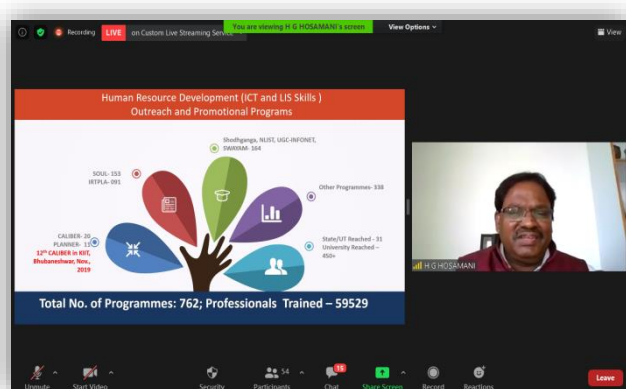 Recording
LIVE
on Custom Live Streaming Service
You are viewing H G HOSAMANI's screen
View Options
View
Human Resource Development (ICT and LIS Skills )
Outreach and Promotional Programs
Shodhganga, NLIST, UGC-INFONET,
SWAYAM- 164
SOUL- 153
IRTPLA- 091
Other Programmes- 338
CALIBER- 20
PLANNER- 11
12th CALIBER in KIIT,
Bhubaneshwar, Nov.,
2019
State/UT Reached - 31
University Reached –
450+
Total No. of Programmes: 762; Professionals Trained – 59529
H G HOSAMANI
Unmute
Start Video
Security
54
Participants
15
Chat
Share Screen
Record
Reactions
Leave